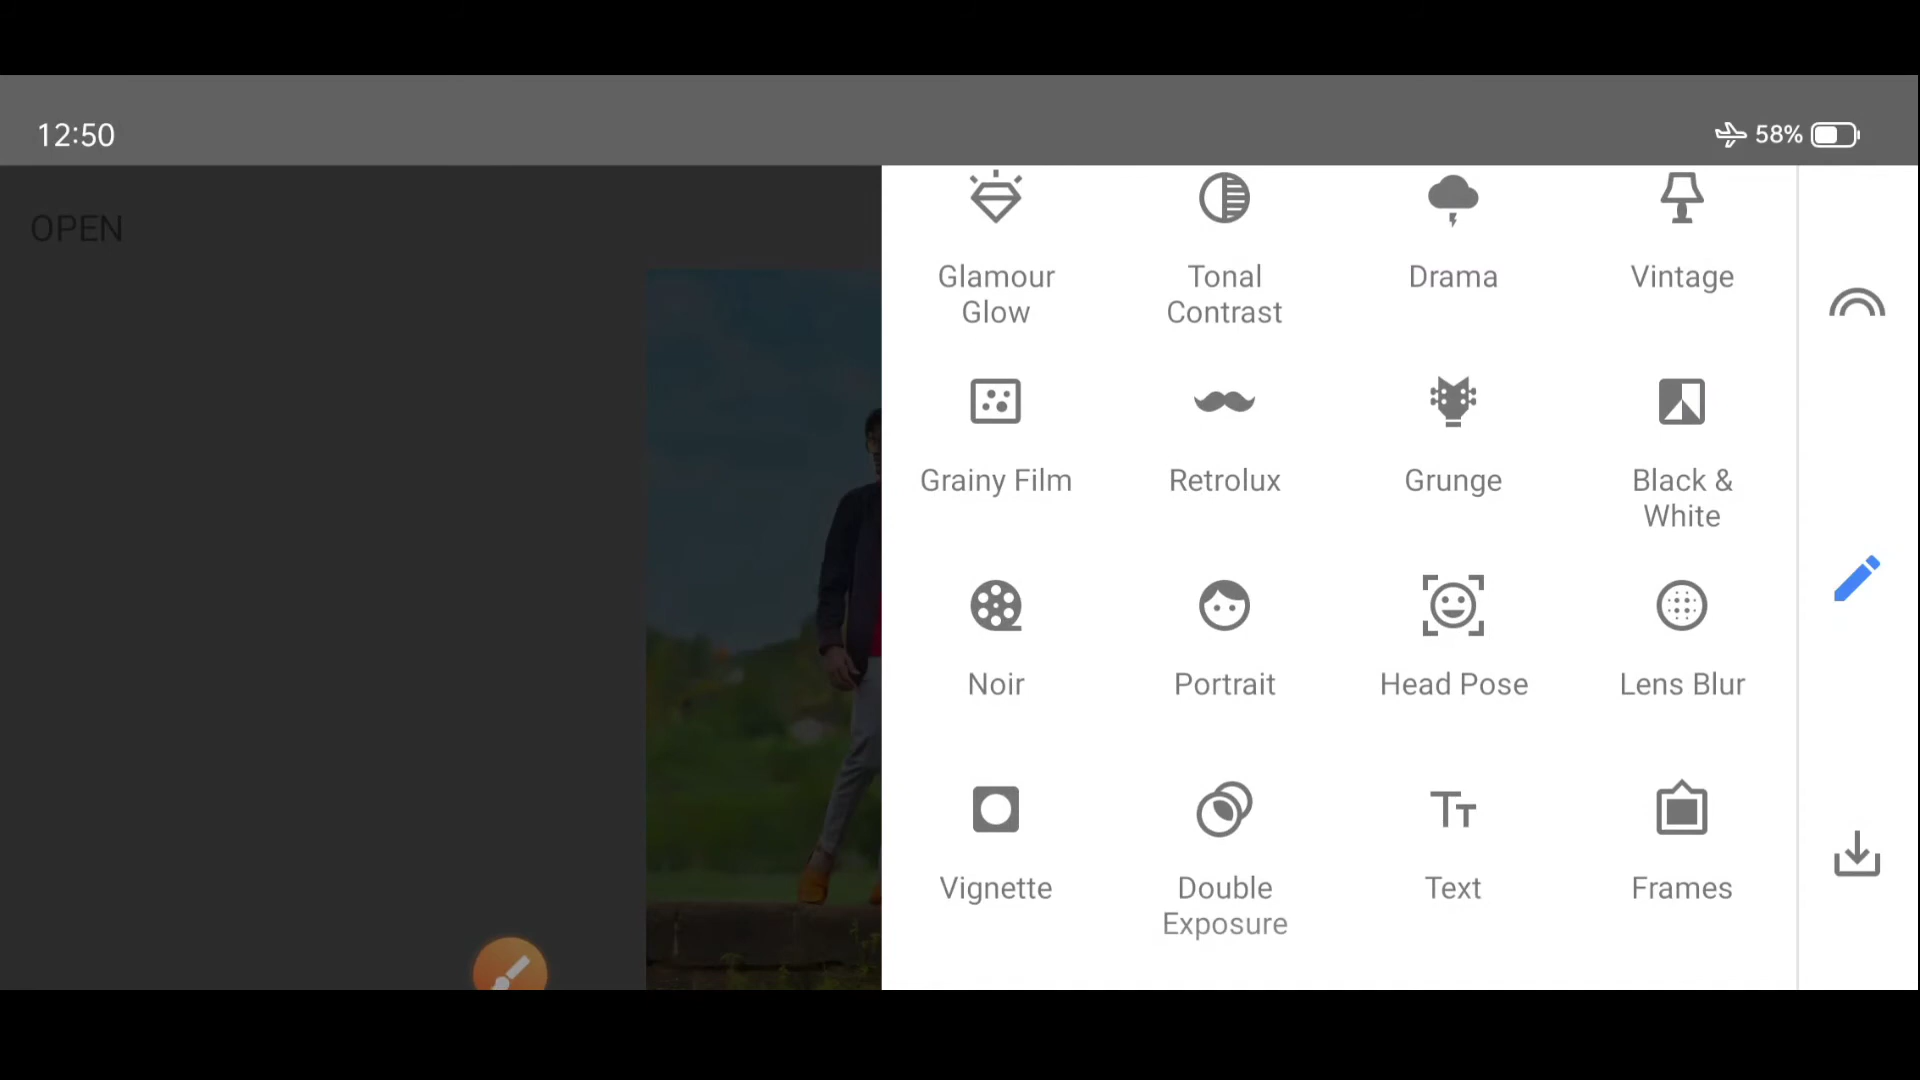 12:50
58%
OPEN
Glamour
Glow
Tonal
Contrast
Drama
Vintage
Grainy Film
Retrolux
Grunge
Black &
White
Noir
Portrait
Head Pose
Lens Blur
Vignette
Double
Exposure
Text
Frames